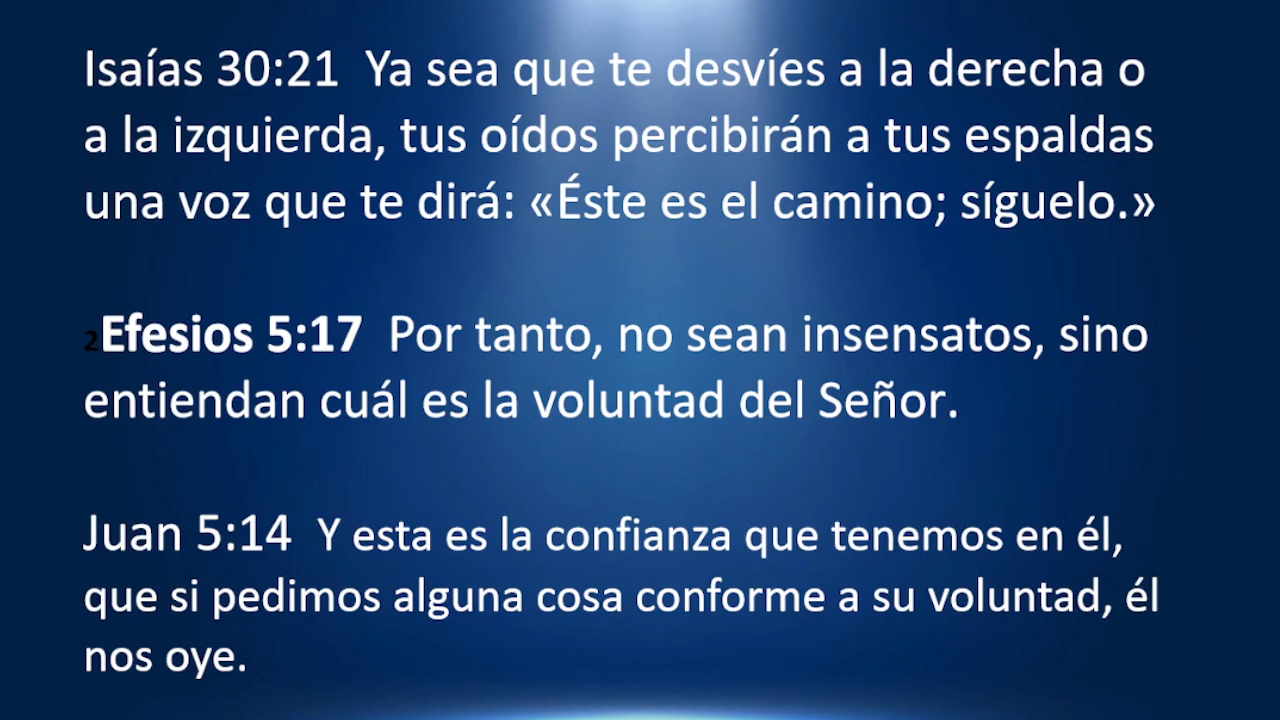 Isaías 30:21 Ya sea que te desvíes a la derecha o
a la izquierda, tus oídos percibirán a tus espaldas
una voz que te dirá: «Éste es el camino; síguelo.»
2Efesios 5:17 Por tanto, no sean insensatos, sino
entiendan cuál es la voluntad del Señor.
Juan 5:14 Y esta es la confianza que tenemos en él,
que si pedimos alguna cosa conforme a su voluntad, él
nos oye.